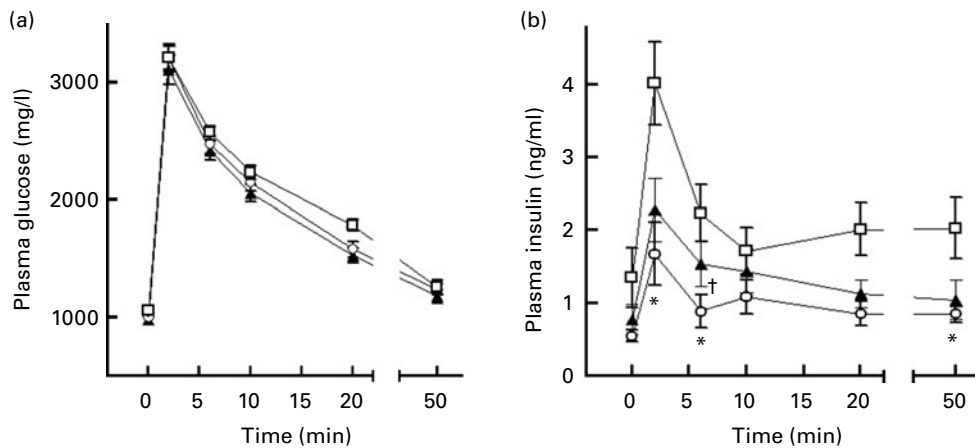 (a)
Plasma glucose (mg/l)
3000
2000
1000
0 5 10 15 20 50
Time (min)
(b)
Plasma insulin (ng/ml)
4
3
2
1
0
†
* * *
0 5 10 15 20 50
Time (min)